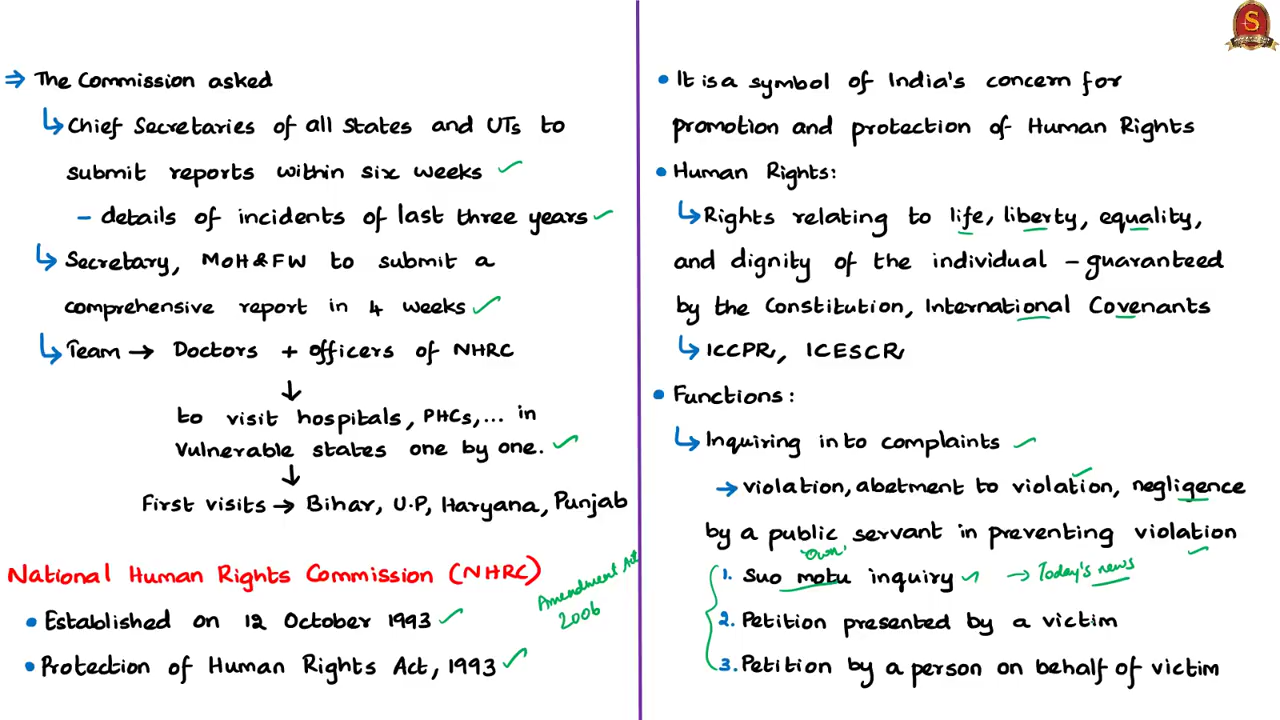 ⇒ The Commission asked
↳ Chief Secretaries of all States and UTs to
submit reports within six weeks ✓
- details of incidents of last three years ✓
↳ Secretary, MoH&FW to submit a
comprehensive report in 4 weeks ✓
↳ Team → Doctors + officers of NHRC
↓
to visit hospitals, PHCs,... in
Vulnerable states one by one. ✓
↓
First visits → Bihar, U.P, Haryana, Punjab
National Human Rights Commission (NHRC)
Amendment Act
2006
• Established on 12 October 1993 ✓
• Protection of Human Rights Act, 1993 ✓
S
• It is a symbol of India's concern for
promotion and protection of Human Rights
• Human Rights:
↳ Rights relating to life, liberty, equality,
and dignity of the individual - guaranteed
by the Constitution, International Covenants
↳ ICCPR, ICESCR
• Functions:
↳ Inquiring into complaints ✓
→ violation, abetment to violation, negligence
by a public servant in preventing violation
'own'
1. Suo motu inquiry ✓ → Today's news
2. Petition presented by a victim
3. Petition by a person on behalf of victim